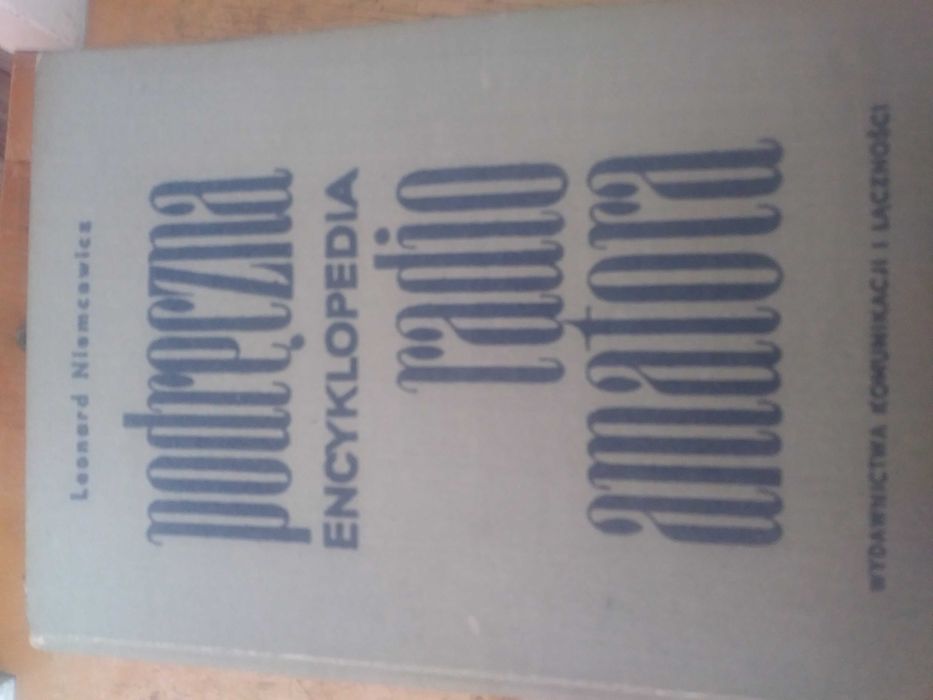 Leonard Niemcewicz
podręczna
ENCYKLOPEDIA
radio
amatora
WYDAWNICTWA KOMUNIKACJI I ŁĄCZNOŚCI